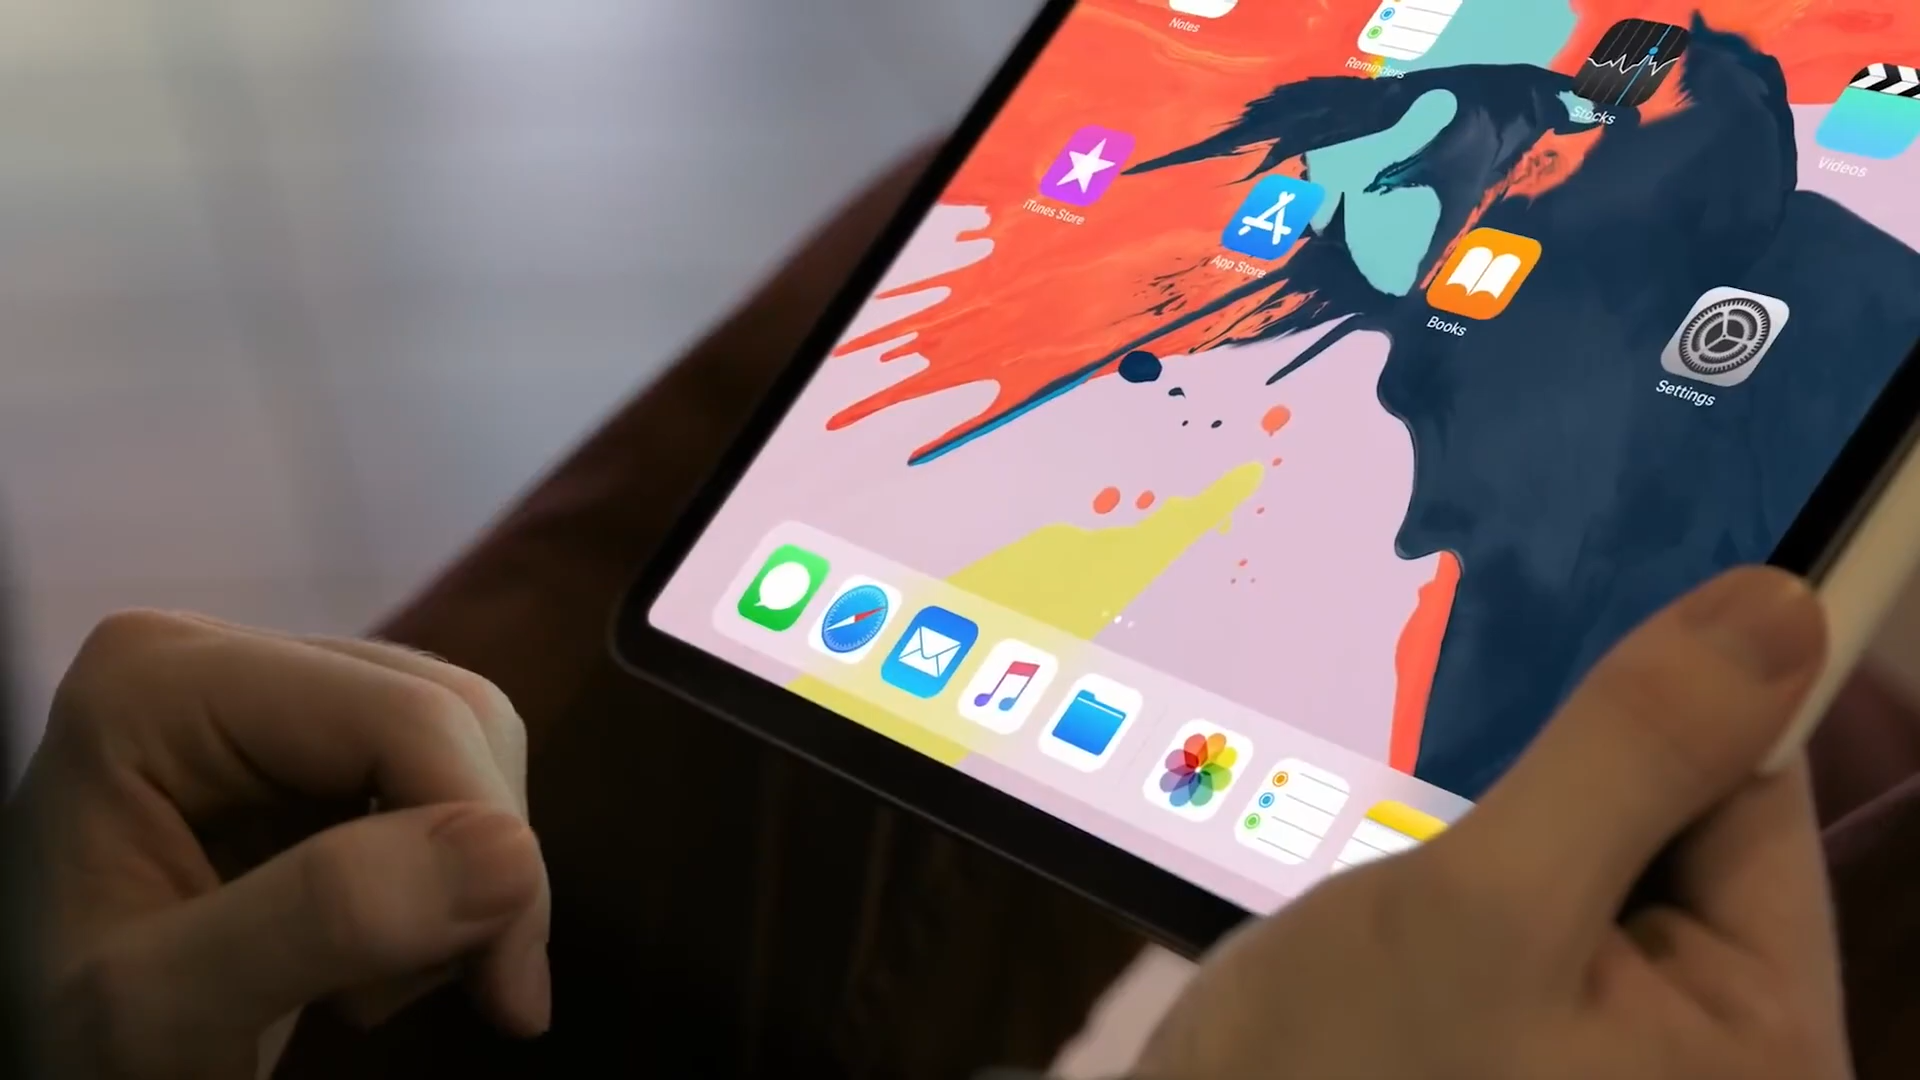 Notes
Reminders
Stocks
Videos
iTunes Store
App Store
Books
Settings